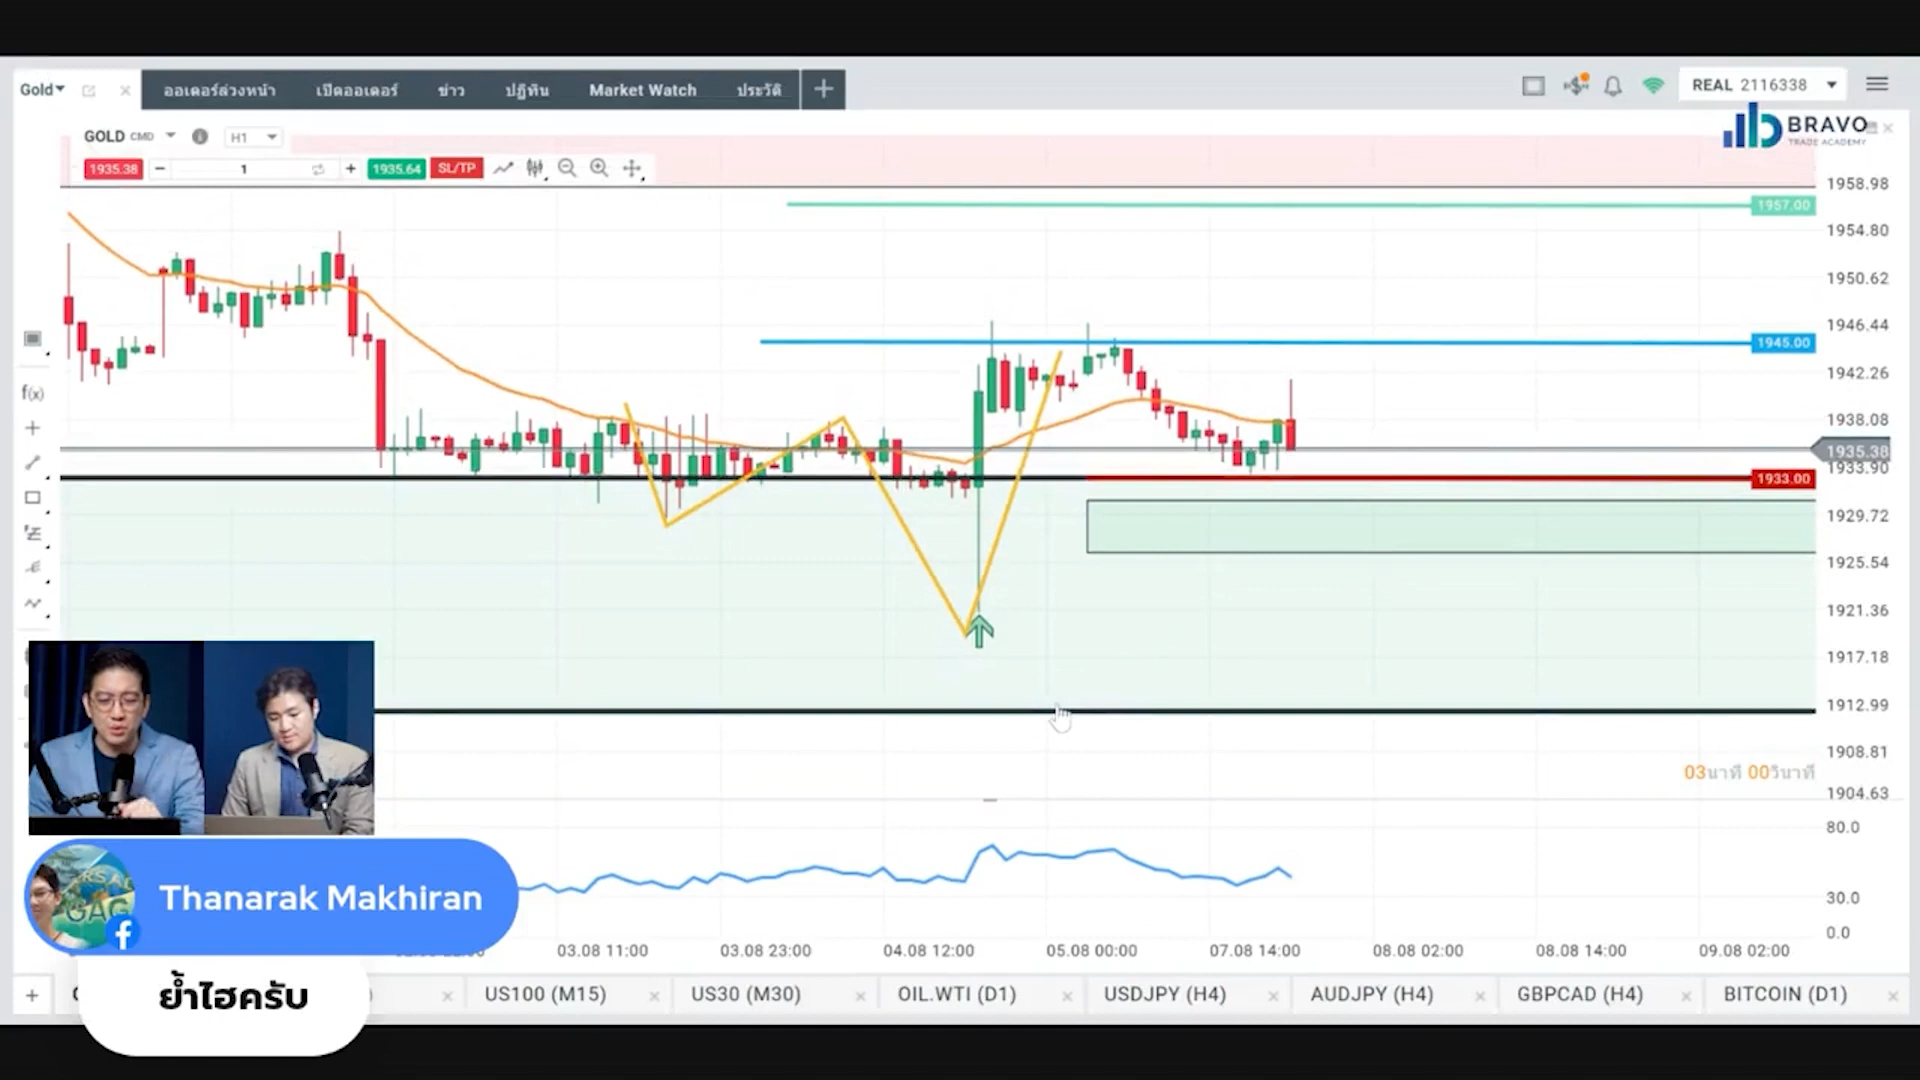 Gold
ออเดอร์ล่วงหน้า
เปิดออเดอร์
ข่าว
ปฏิทิน
Market Watch
ประวัติ
REAL 2116338
BRAVO
TRADE ACADEMY
GOLD CMD
H1
1935.38
1
1935.64
SL/TP
1958.98
1957.00
1954.80
1950.62
1946.44
1945.00
1942.26
1938.08
1935.38
1933.90
1933.00
1929.72
1925.54
1921.36
1917.18
1912.99
1908.81
03นาที 00วินาที
1904.63
80.0
30.0
0.0
f(x)
Thanarak Makhiran
ย้ำไฮครับ
03.08 11:00
03.08 23:00
04.08 12:00
05.08 00:00
07.08 14:00
08.08 02:00
08.08 14:00
09.08 02:00
US100 (M15)
US30 (M30)
OIL.WTI (D1)
USDJPY (H4)
AUDJPY (H4)
GBPCAD (H4)
BITCOIN (D1)